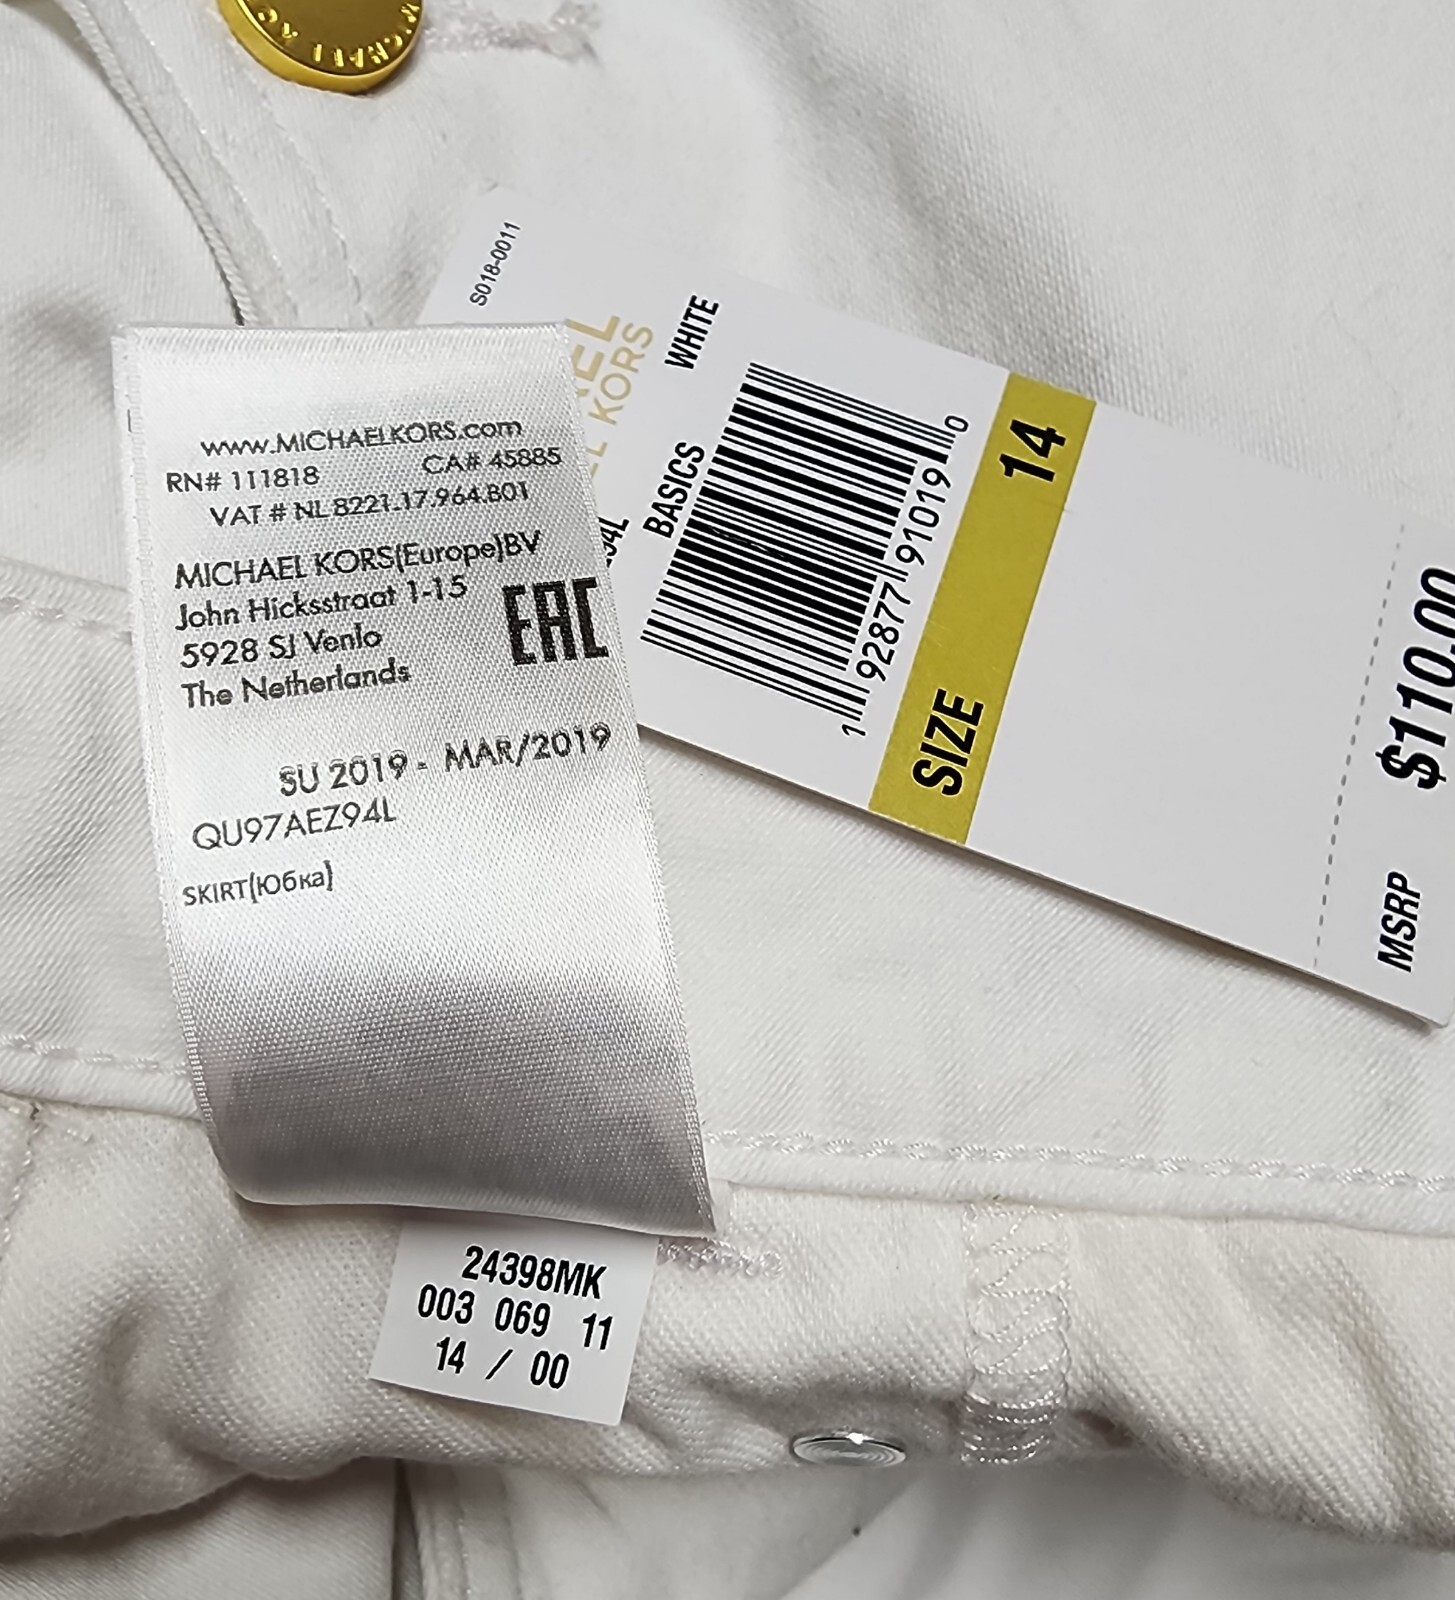 www.MICHAELKORS.com
RN# 111818 CA# 45885
VAT # NL 8221.17.964.B01
MICHAEL KORS(Europe)BV
John Hicksstraat 1-15
5928 SJ Venlo
The Netherlands
EAC
SU 2019 - MAR/2019
QU97AEZ94L
SKIRT(Юбка)
24398MK
003 069 11
14 / 00
S018-0011
KORS
WHITE
BASICS
1 92877 91019 0
SIZE 14
MSRP $110.00